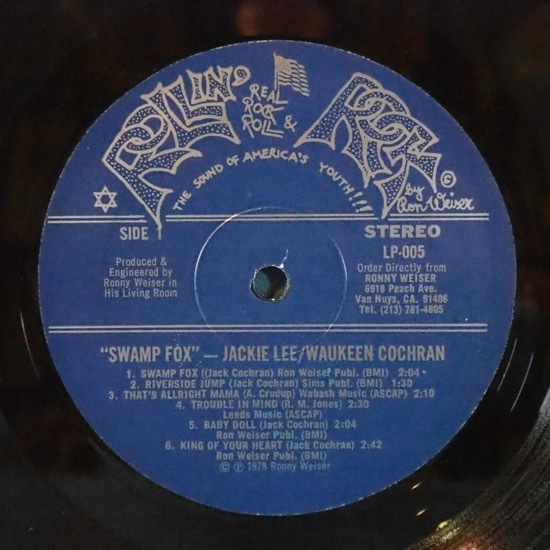 ROLLIN' ROCK
REAL
ROCK
&
ROLL
THE SOUND OF AMERICA'S YOUTH!!!
©
by
Ron Weiser
SIDE 1
STEREO
LP-005
Produced &
Engineered by
Ronny Weiser in
His Living Room
Order Directly from
RONNY WEISER
6918 Peach Ave.
Van Nuys, CA. 91406
Tel. (213) 781-4805
"SWAMP FOX" — JACKIE LEE/WAUKEEN COCHRAN
1. SWAMP FOX (Jack Cochran) Ron Weiser Publ. (BMI) 2:04
2. RIVERSIDE JUMP (Jack Cochran) Sims Publ. (BMI) 1:30
3. THAT'S ALLRIGHT MAMA (A. Crudup) Wabash Music (ASCAP) 2:10
4. TROUBLE IN MIND (R. M. Jones) 2:30
Leeds Music (ASCAP)
5. BABY DOLL (Jack Cochran) 2:04
Ron Weiser Publ. (BMI)
6. KING OF YOUR HEART (Jack Cochran) 2:42
Ron Weiser Publ. (BMI)
© ℗ 1978 Ronny Weiser